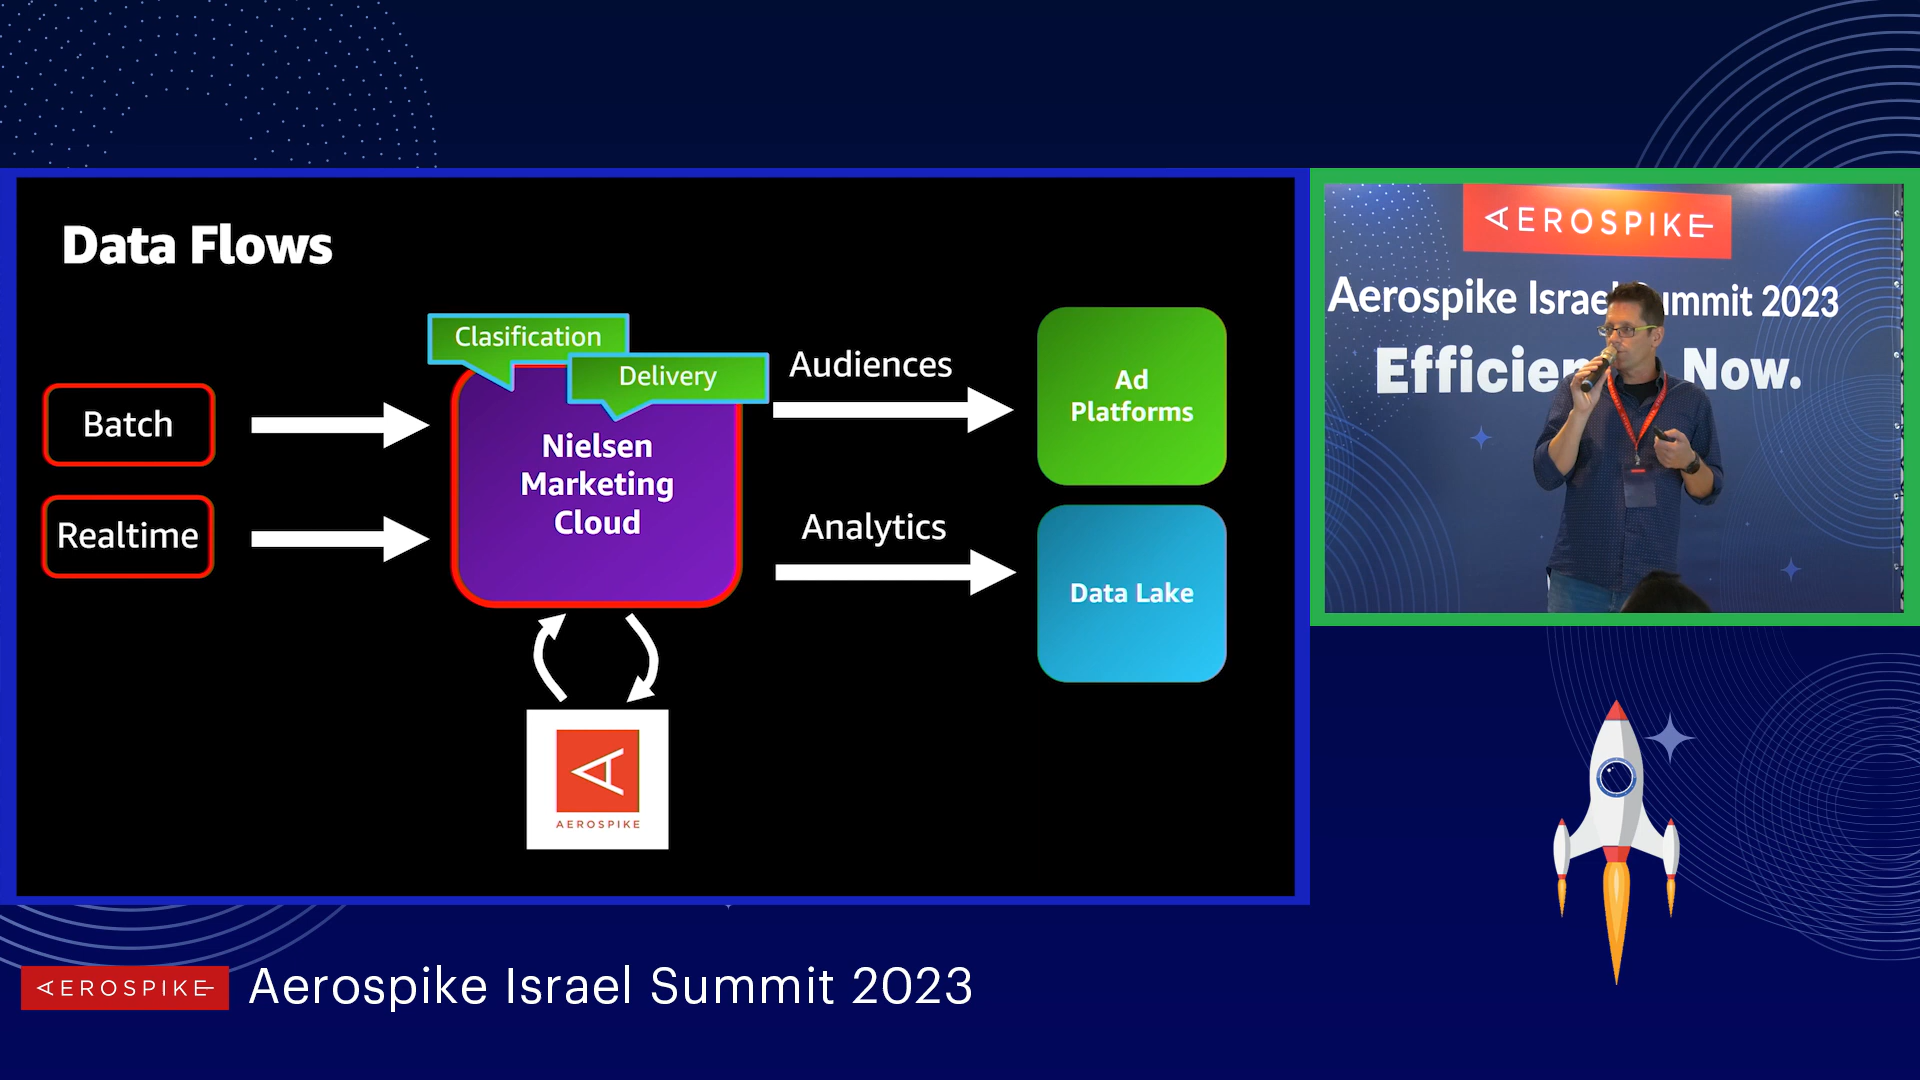 Data Flows
Clasification
Delivery
Batch
Realtime
Nielsen
Marketing
Cloud
Audiences
Analytics
Ad
Platforms
Data Lake
AEROSPIKE
AEROSPIKE
Aerospike Israel Summit 2023
Now.
AEROSPIKE
Aerospike Israel Summit 2023